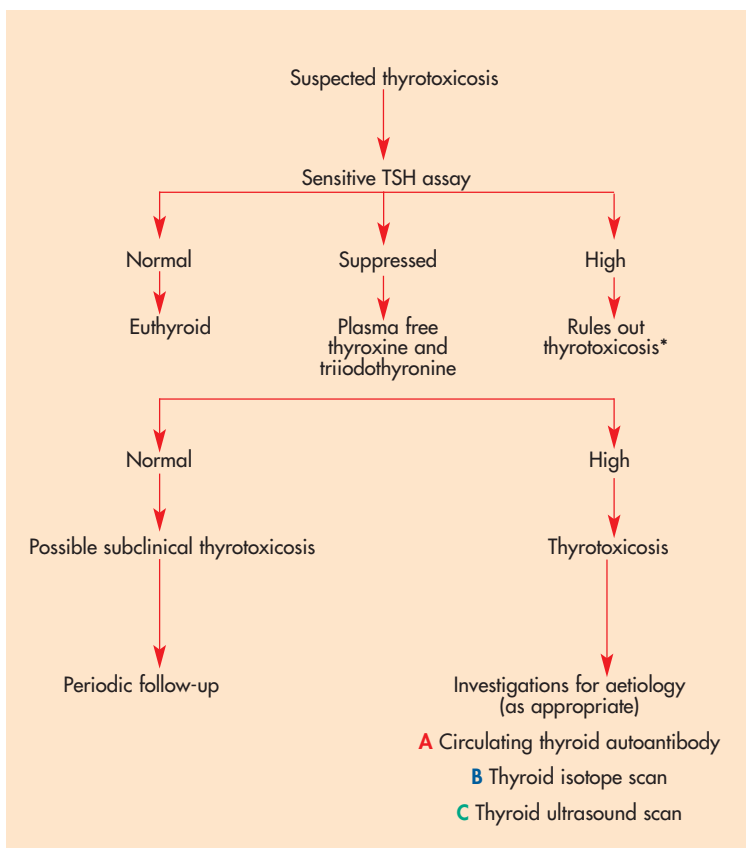 Suspected thyrotoxicosis
Sensitive TSH assay
Normal
Suppressed
High
Euthyroid
Plasma free
thyroxine and
triiodothyronine
Rules out
thyrotoxicosis*
Normal
High
Possible subclinical thyrotoxicosis
Thyrotoxicosis
Periodic follow-up
Investigations for aetiology
(as appropriate)
A Circulating thyroid autoantibody
B Thyroid isotope scan
C Thyroid ultrasound scan